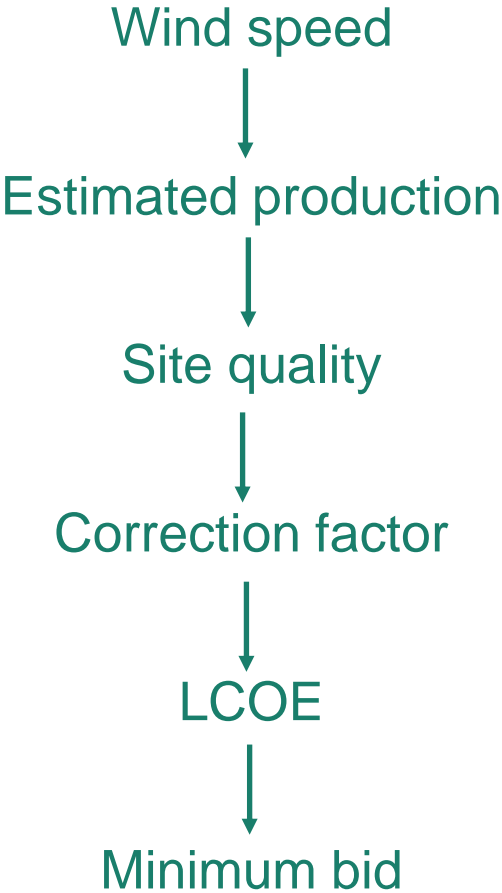 Wind speed
Estimated production
Site quality
Correction factor
LCOE
Minimum bid